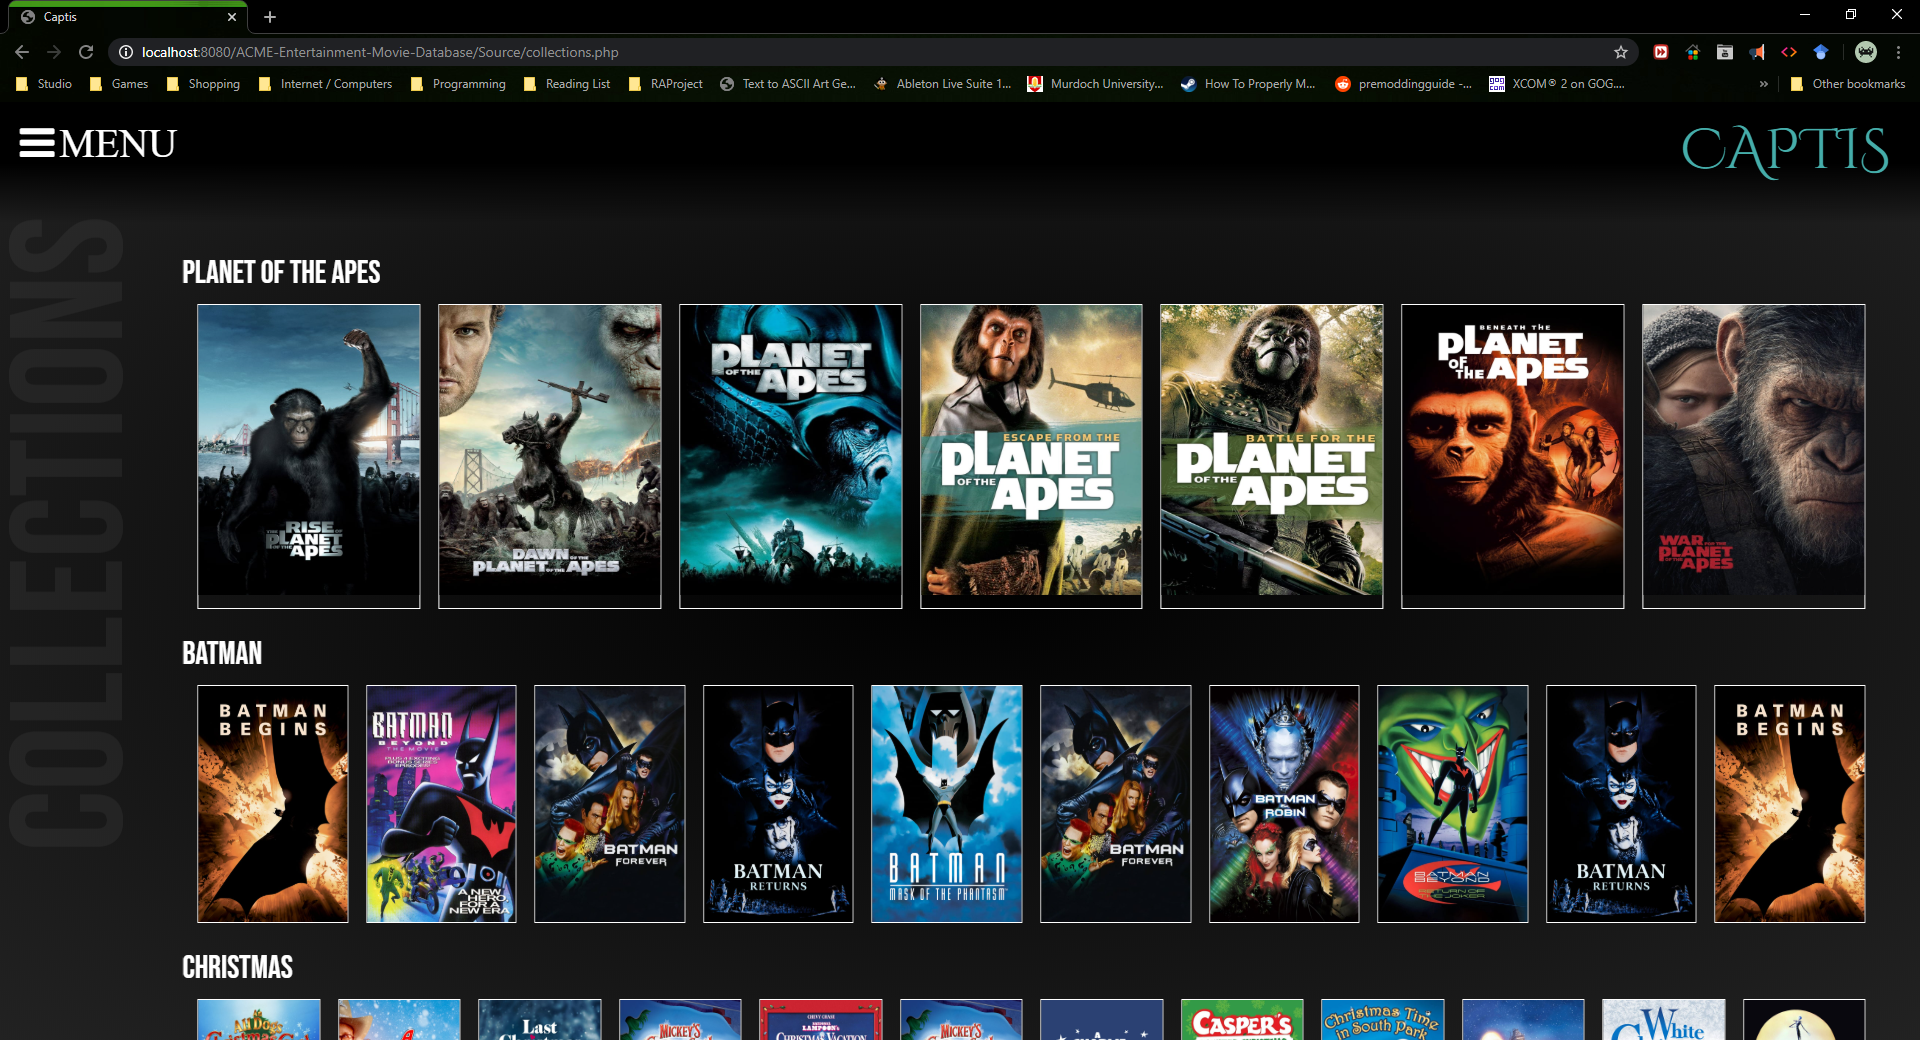 Captis
localhost:8080/ACME-Entertainment-Movie-Database/Source/collections.php
Studio Games Shopping Internet / Computers Programming Reading List RAProject Text to ASCII Art Ge... Ableton Live Suite 1... Murdoch University,... How To Properly M... premoddingguide -... XCOM® 2 on GOG.... » Other bookmarks
MENU
CAPTIS
COLLECTIONS
PLANET OF THE APES
RISE OF THE PLANET OF THE APES
DAWN OF THE PLANET OF THE APES
PLANET OF THE APES
ESCAPE FROM THE PLANET OF THE APES
BATTLE FOR THE PLANET OF THE APES
BENEATH THE PLANET OF THE APES
WAR FOR THE PLANET OF THE APES
BATMAN
BATMAN BEGINS
BATMAN BEYOND THE MOVIE
A NEW HERO FOR A NEW ERA
BATMAN FOREVER
BATMAN RETURNS
BATMAN MASK OF THE PHANTASM
BATMAN FOREVER
BATMAN & ROBIN
BATMAN BEYOND RETURN OF THE JOKER
BATMAN RETURNS
BATMAN BEGINS
CHRISTMAS
Last
MICKEY'S
CHEVY CHASE
LAMPOON'S
CHRISTMAS VACATION
MICKEY'S
CASPER'S
Christmas Time in South Park
White